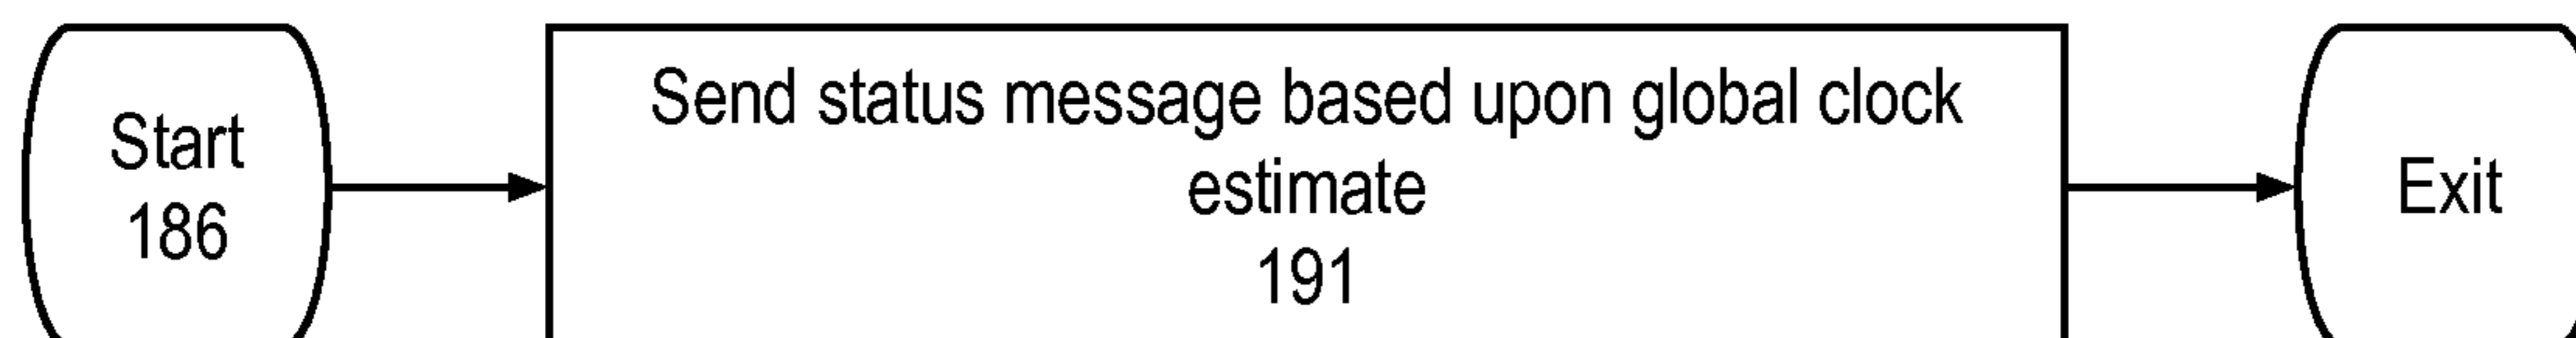 Start
186
Send status message based upon global clock
estimate
191
Exit